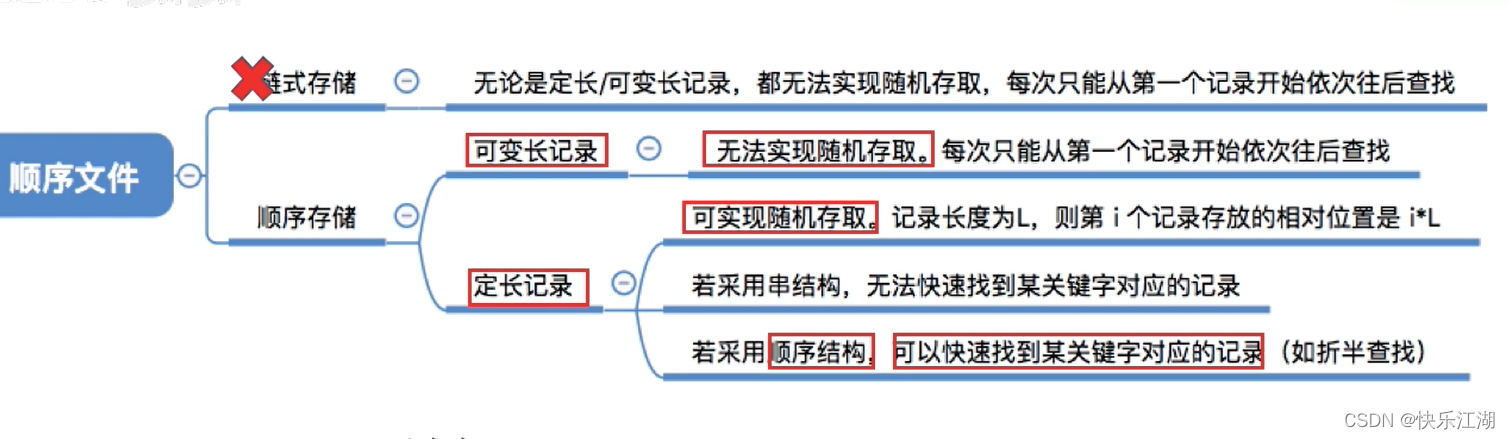 顺序文件
式存储
无论是定长/可变长记录，都无法实现随机存取，每次只能从第一个记录开始依次往后查找
顺序存储
可变长记录
无法实现随机存取。每次只能从第一个记录开始依次往后查找
定长记录
可实现随机存取。记录长度为L，则第 i 个记录存放的相对位置是 i*L
若采用串结构，无法快速找到某关键字对应的记录
若采用顺序结构，可以快速找到某关键字对应的记录（如折半查找）
CSDN @快乐江湖